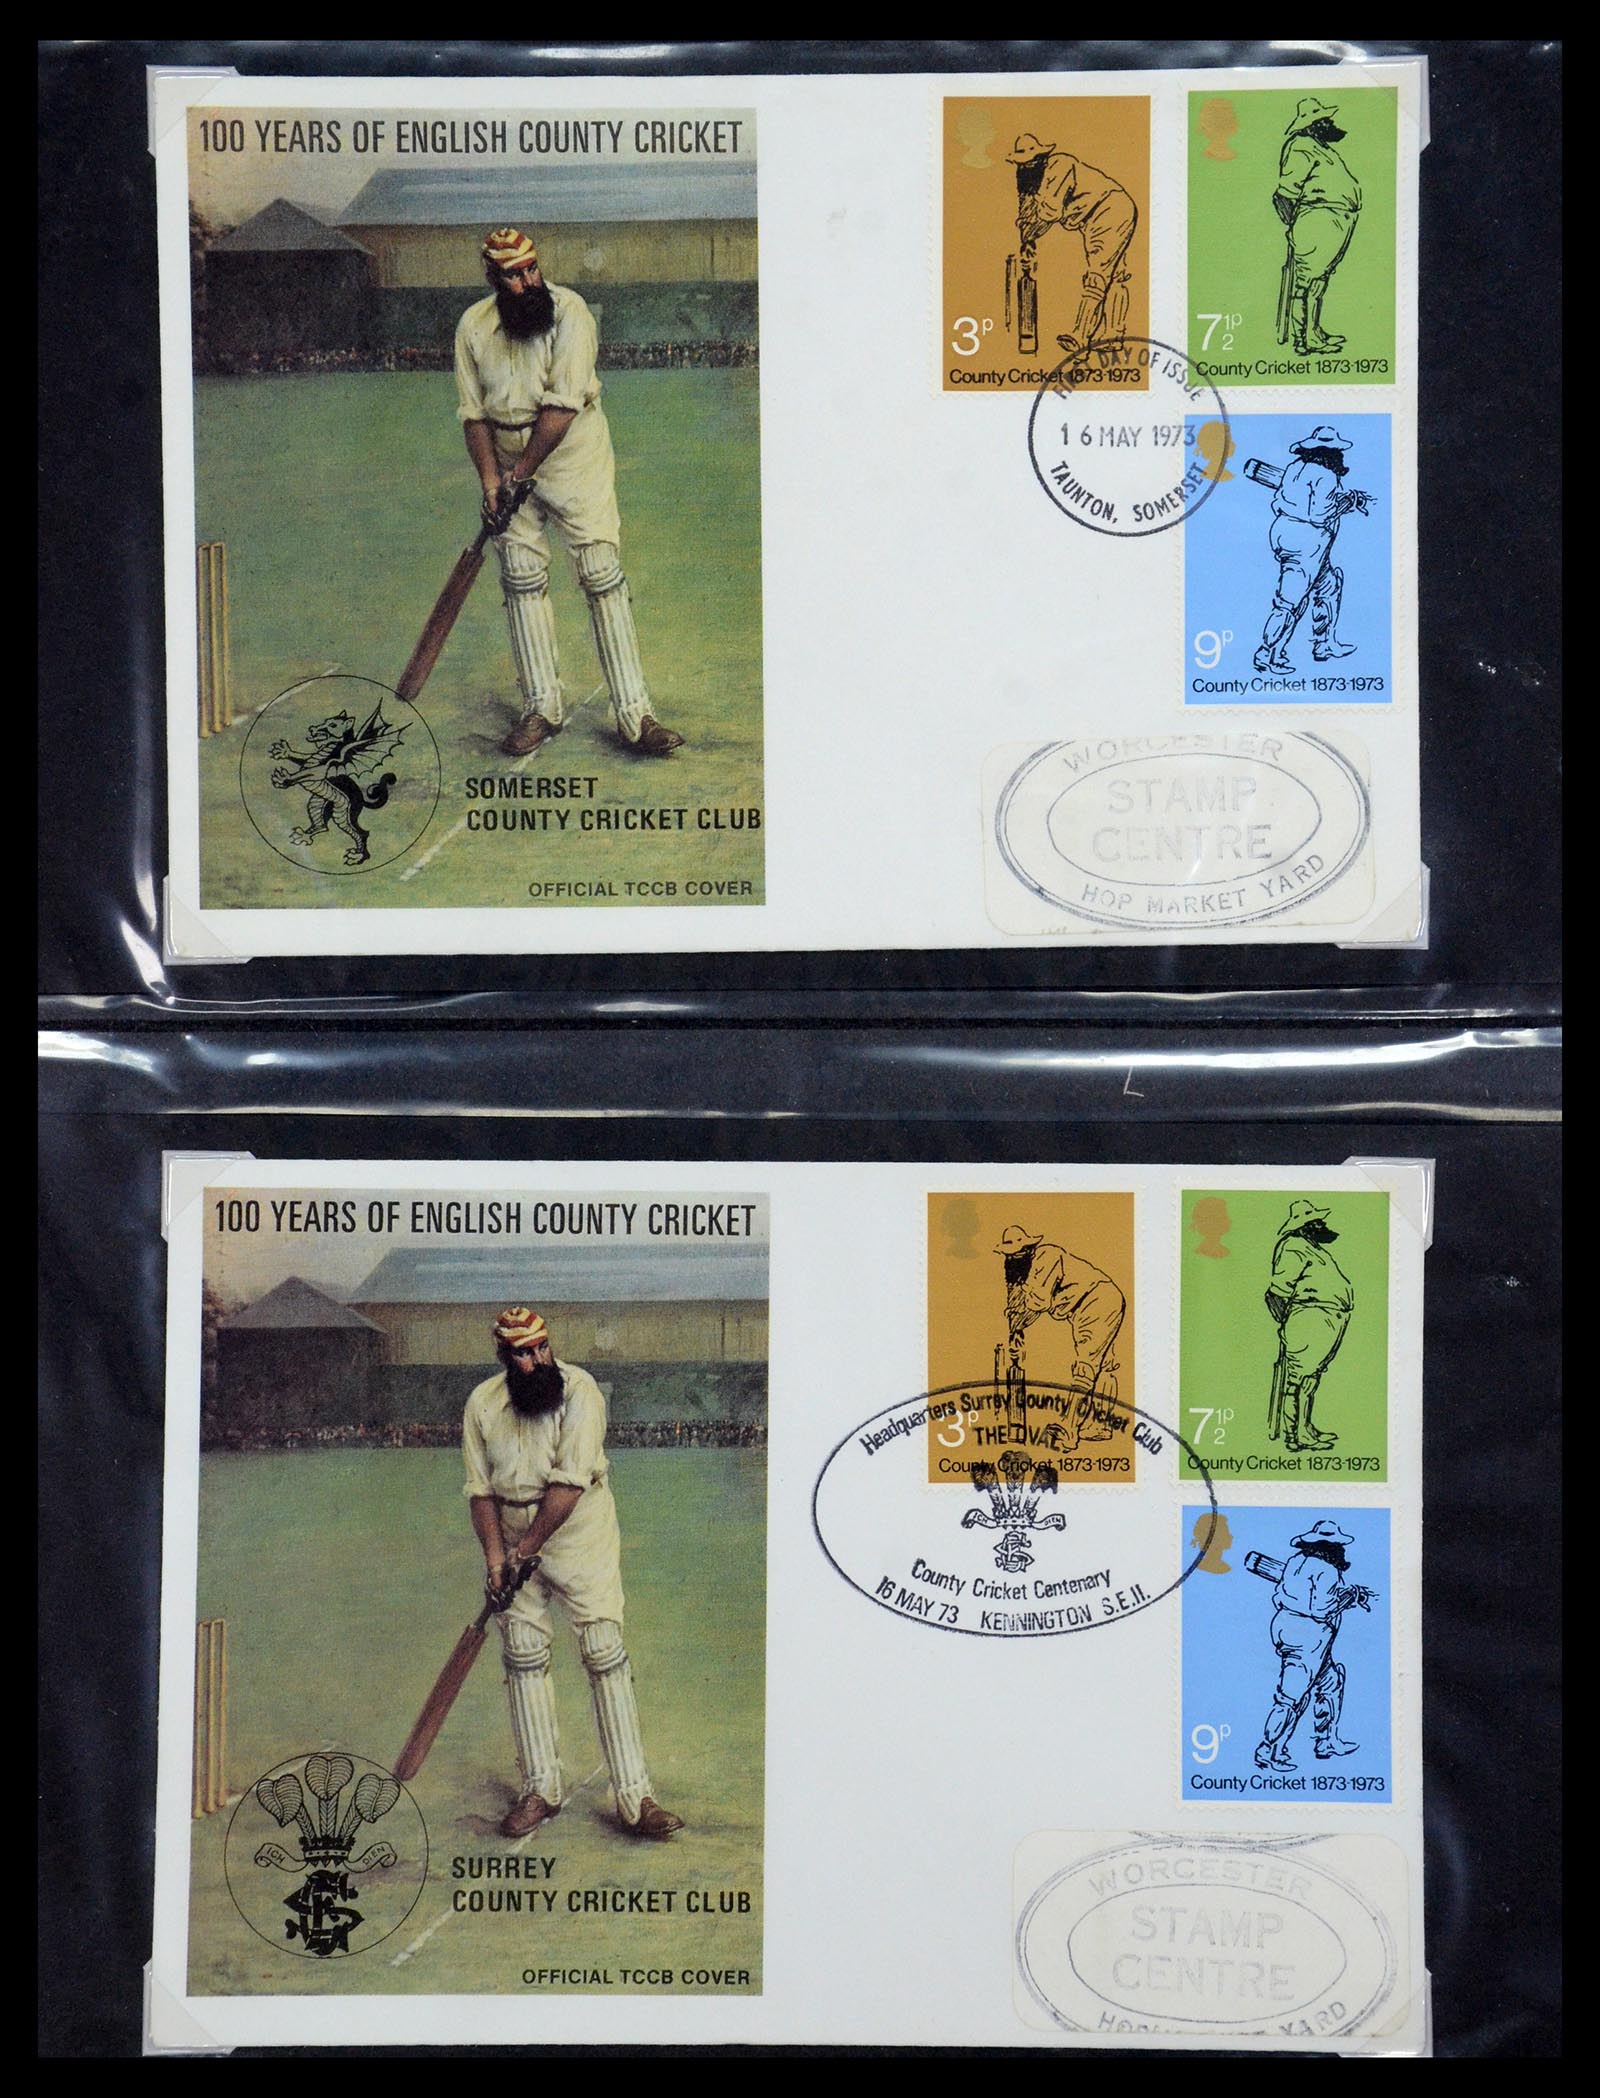 100 YEARS OF ENGLISH COUNTY CRICKET
3p
County Cricket 1873-1973
7½p
County Cricket 1873-1973
FIRST DAY OF ISSUE
16 MAY 1973
TAUNTON, SOMERSET
9p
County Cricket 1873-1973
SOMERSET
COUNTY CRICKET CLUB
OFFICIAL TCCB COVER
WORCESTER
STAMP
CENTRE
HOP MARKET YARD
100 YEARS OF ENGLISH COUNTY CRICKET
3p
County Cricket 1873-1973
7½p
County Cricket 1873-1973
Headquarters Surrey County Cricket Club
THE OVAL
ICH DIEN
County Cricket Centenary
16 MAY 73 KENNINGTON S.E.11.
9p
County Cricket 1873-1973
ICH DIEN
SURREY
COUNTY CRICKET CLUB
OFFICIAL TCCB COVER
WORCESTER
STAMP
CENTRE
YARD